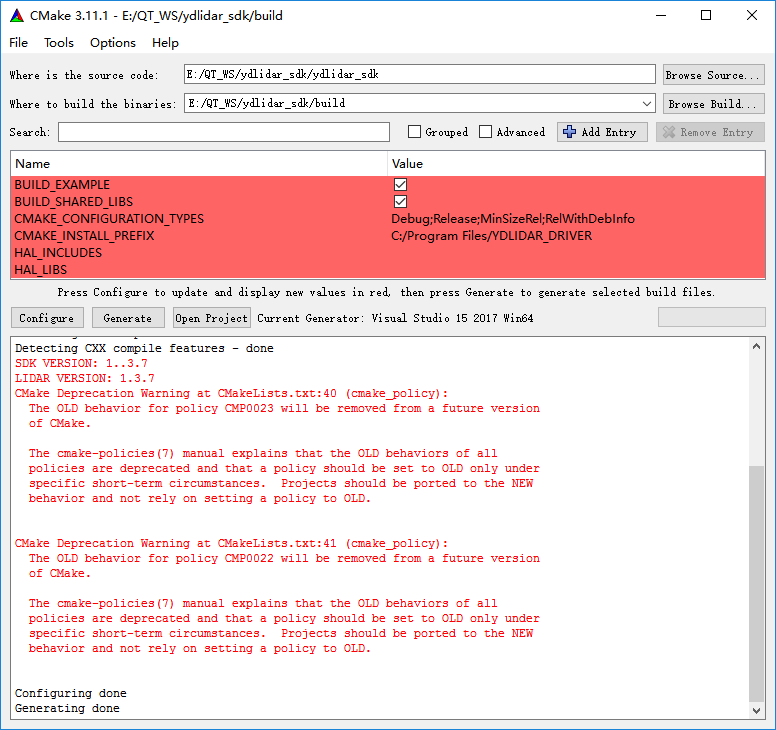 CMake 3.11.1 - E:/QT_WS/ydlidar_sdk/build
File Tools Options Help
Where is the source code: E:/QT_WS/ydlidar_sdk/ydlidar_sdk Browse Source...
Where to build the binaries: E:/QT_WS/ydlidar_sdk/build Browse Build...
Search: Grouped Advanced Add Entry Remove Entry
Name Value
BUILD_EXAMPLE
BUILD_SHARED_LIBS
CMAKE_CONFIGURATION_TYPES Debug;Release;MinSizeRel;RelWithDebInfo
CMAKE_INSTALL_PREFIX C:/Program Files/YDLIDAR_DRIVER
HAL_INCLUDES
HAL_LIBS
Press Configure to update and display new values in red, then press Generate to generate selected build files.
Configure Generate Open Project Current Generator: Visual Studio 15 2017 Win64
Detecting CXX compile features - done
SDK VERSION: 1..3.7
LIDAR VERSION: 1.3.7
CMake Deprecation Warning at CMakeLists.txt:40 (cmake_policy):
The OLD behavior for policy CMP0023 will be removed from a future version
of CMake.
The cmake-policies(7) manual explains that the OLD behaviors of all
policies are deprecated and that a policy should be set to OLD only under
specific short-term circumstances. Projects should be ported to the NEW
behavior and not rely on setting a policy to OLD.
CMake Deprecation Warning at CMakeLists.txt:41 (cmake_policy):
The OLD behavior for policy CMP0022 will be removed from a future version
of CMake.
The cmake-policies(7) manual explains that the OLD behaviors of all
policies are deprecated and that a policy should be set to OLD only under
specific short-term circumstances. Projects should be ported to the NEW
behavior and not rely on setting a policy to OLD.
Configuring done
Generating done